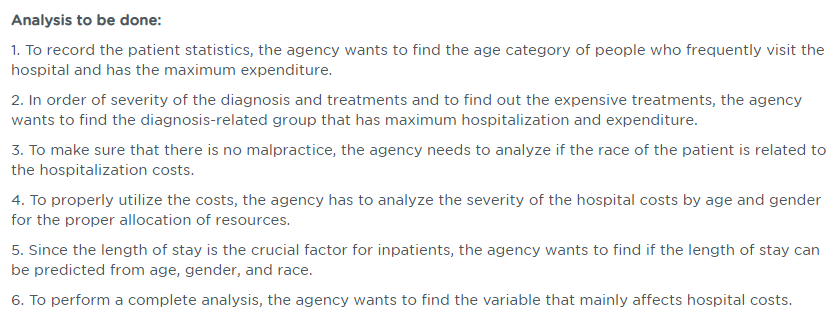 Analysis to be done:
1. To record the patient statistics, the agency wants to find the age category of people who frequently visit the
hospital and has the maximum expenditure.
2. In order of severity of the diagnosis and treatments and to find out the expensive treatments, the agency
wants to find the diagnosis-related group that has maximum hospitalization and expenditure.
3. To make sure that there is no malpractice, the agency needs to analyze if the race of the patient is related to
the hospitalization costs.
4. To properly utilize the costs, the agency has to analyze the severity of the hospital costs by age and gender
for the proper allocation of resources.
5. Since the length of stay is the crucial factor for inpatients, the agency wants to find if the length of stay can
be predicted from age, gender, and race.
6. To perform a complete analysis, the agency wants to find the variable that mainly affects hospital costs.